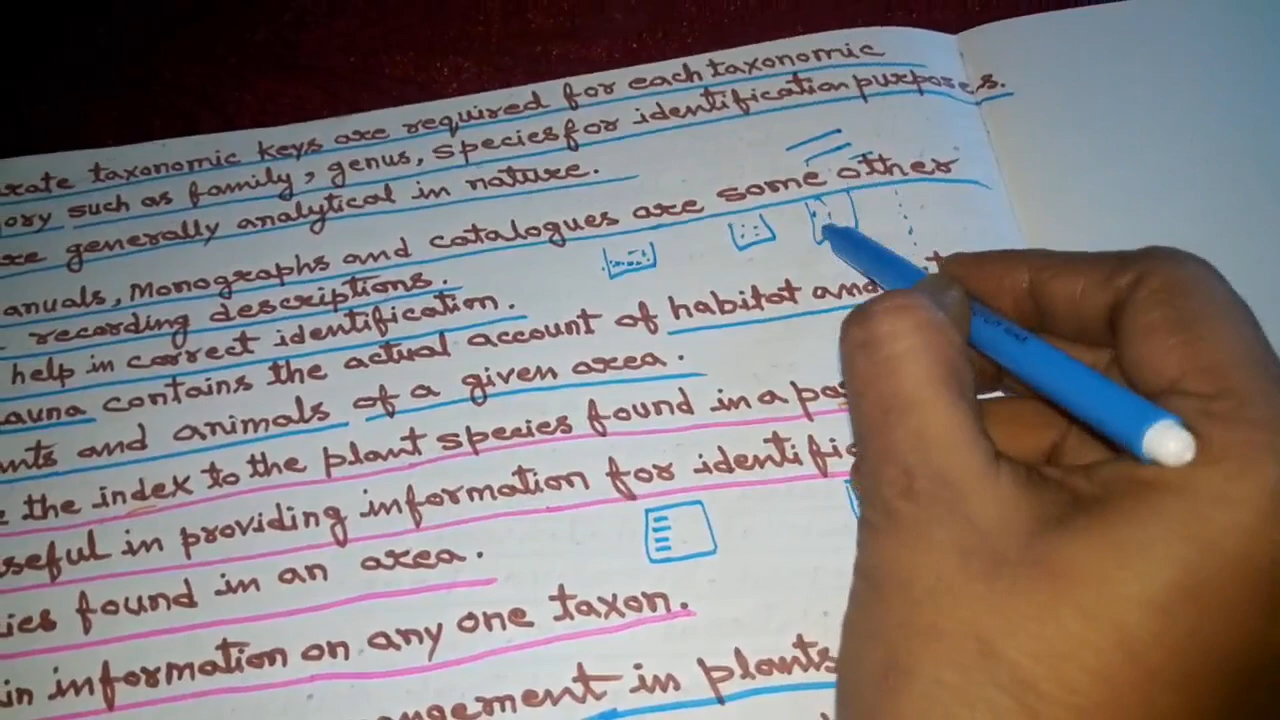 rate taxonomic keys are required for each taxonomic
ory such as family, genus, species for identification purposes.
re generally analytical in nature.
anuals, Monographs and catalogues are some other
recording descriptions.
help in correct identification.
auna contains the actual account of habitat and
nts and animals of a given area.
the index to the plant species found in a pa
seful in providing information for identific
ies found in an area.
in information on any one taxon.
ngement in plants